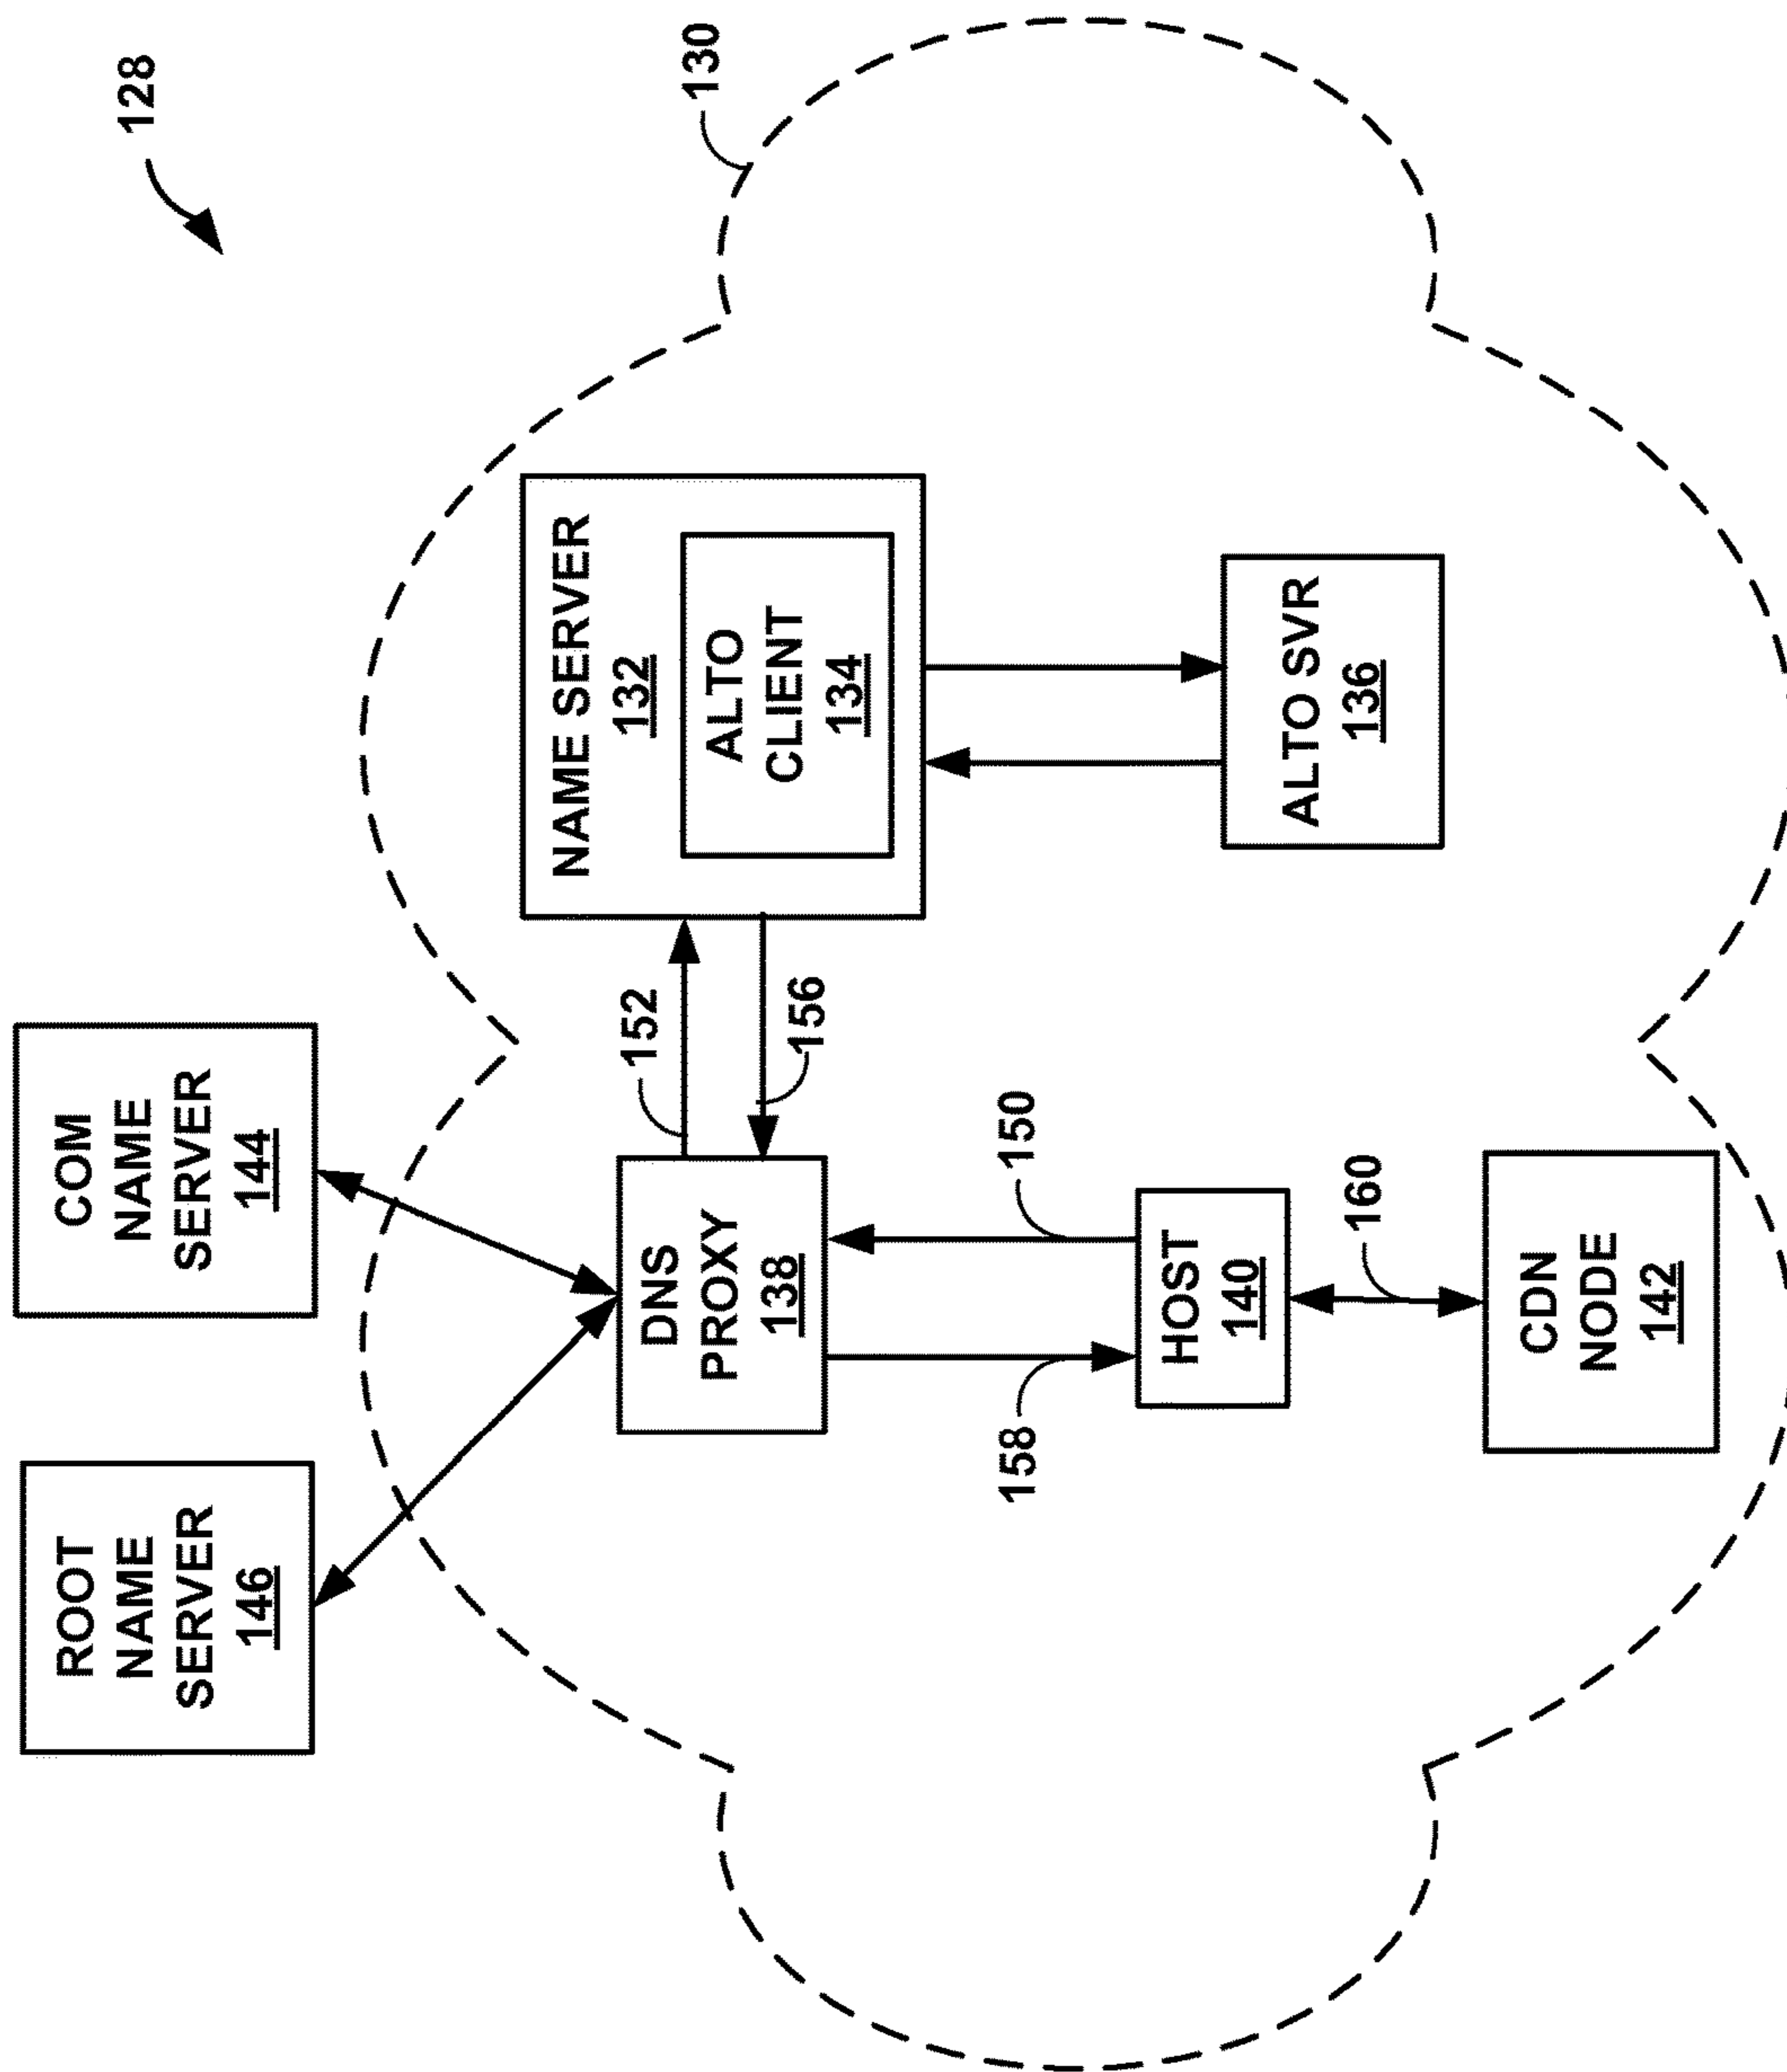 128
130
ROOT
NAME
SERVER
146
COM
NAME
SERVER
144
NAME SERVER
132
ALTO
CLIENT
134
152
156
DNS
PROXY
138
158
150
ALTO SVR
136
HOST
140
160
CDN
NODE
142